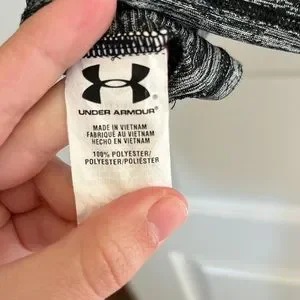 UNDER ARMOUR
MADE IN VIETNAM
FABRIQUÉ AU VIETNAM
HECHO EN VIETNAM
100% POLYESTER/
POLYESTER/POLIÉSTER